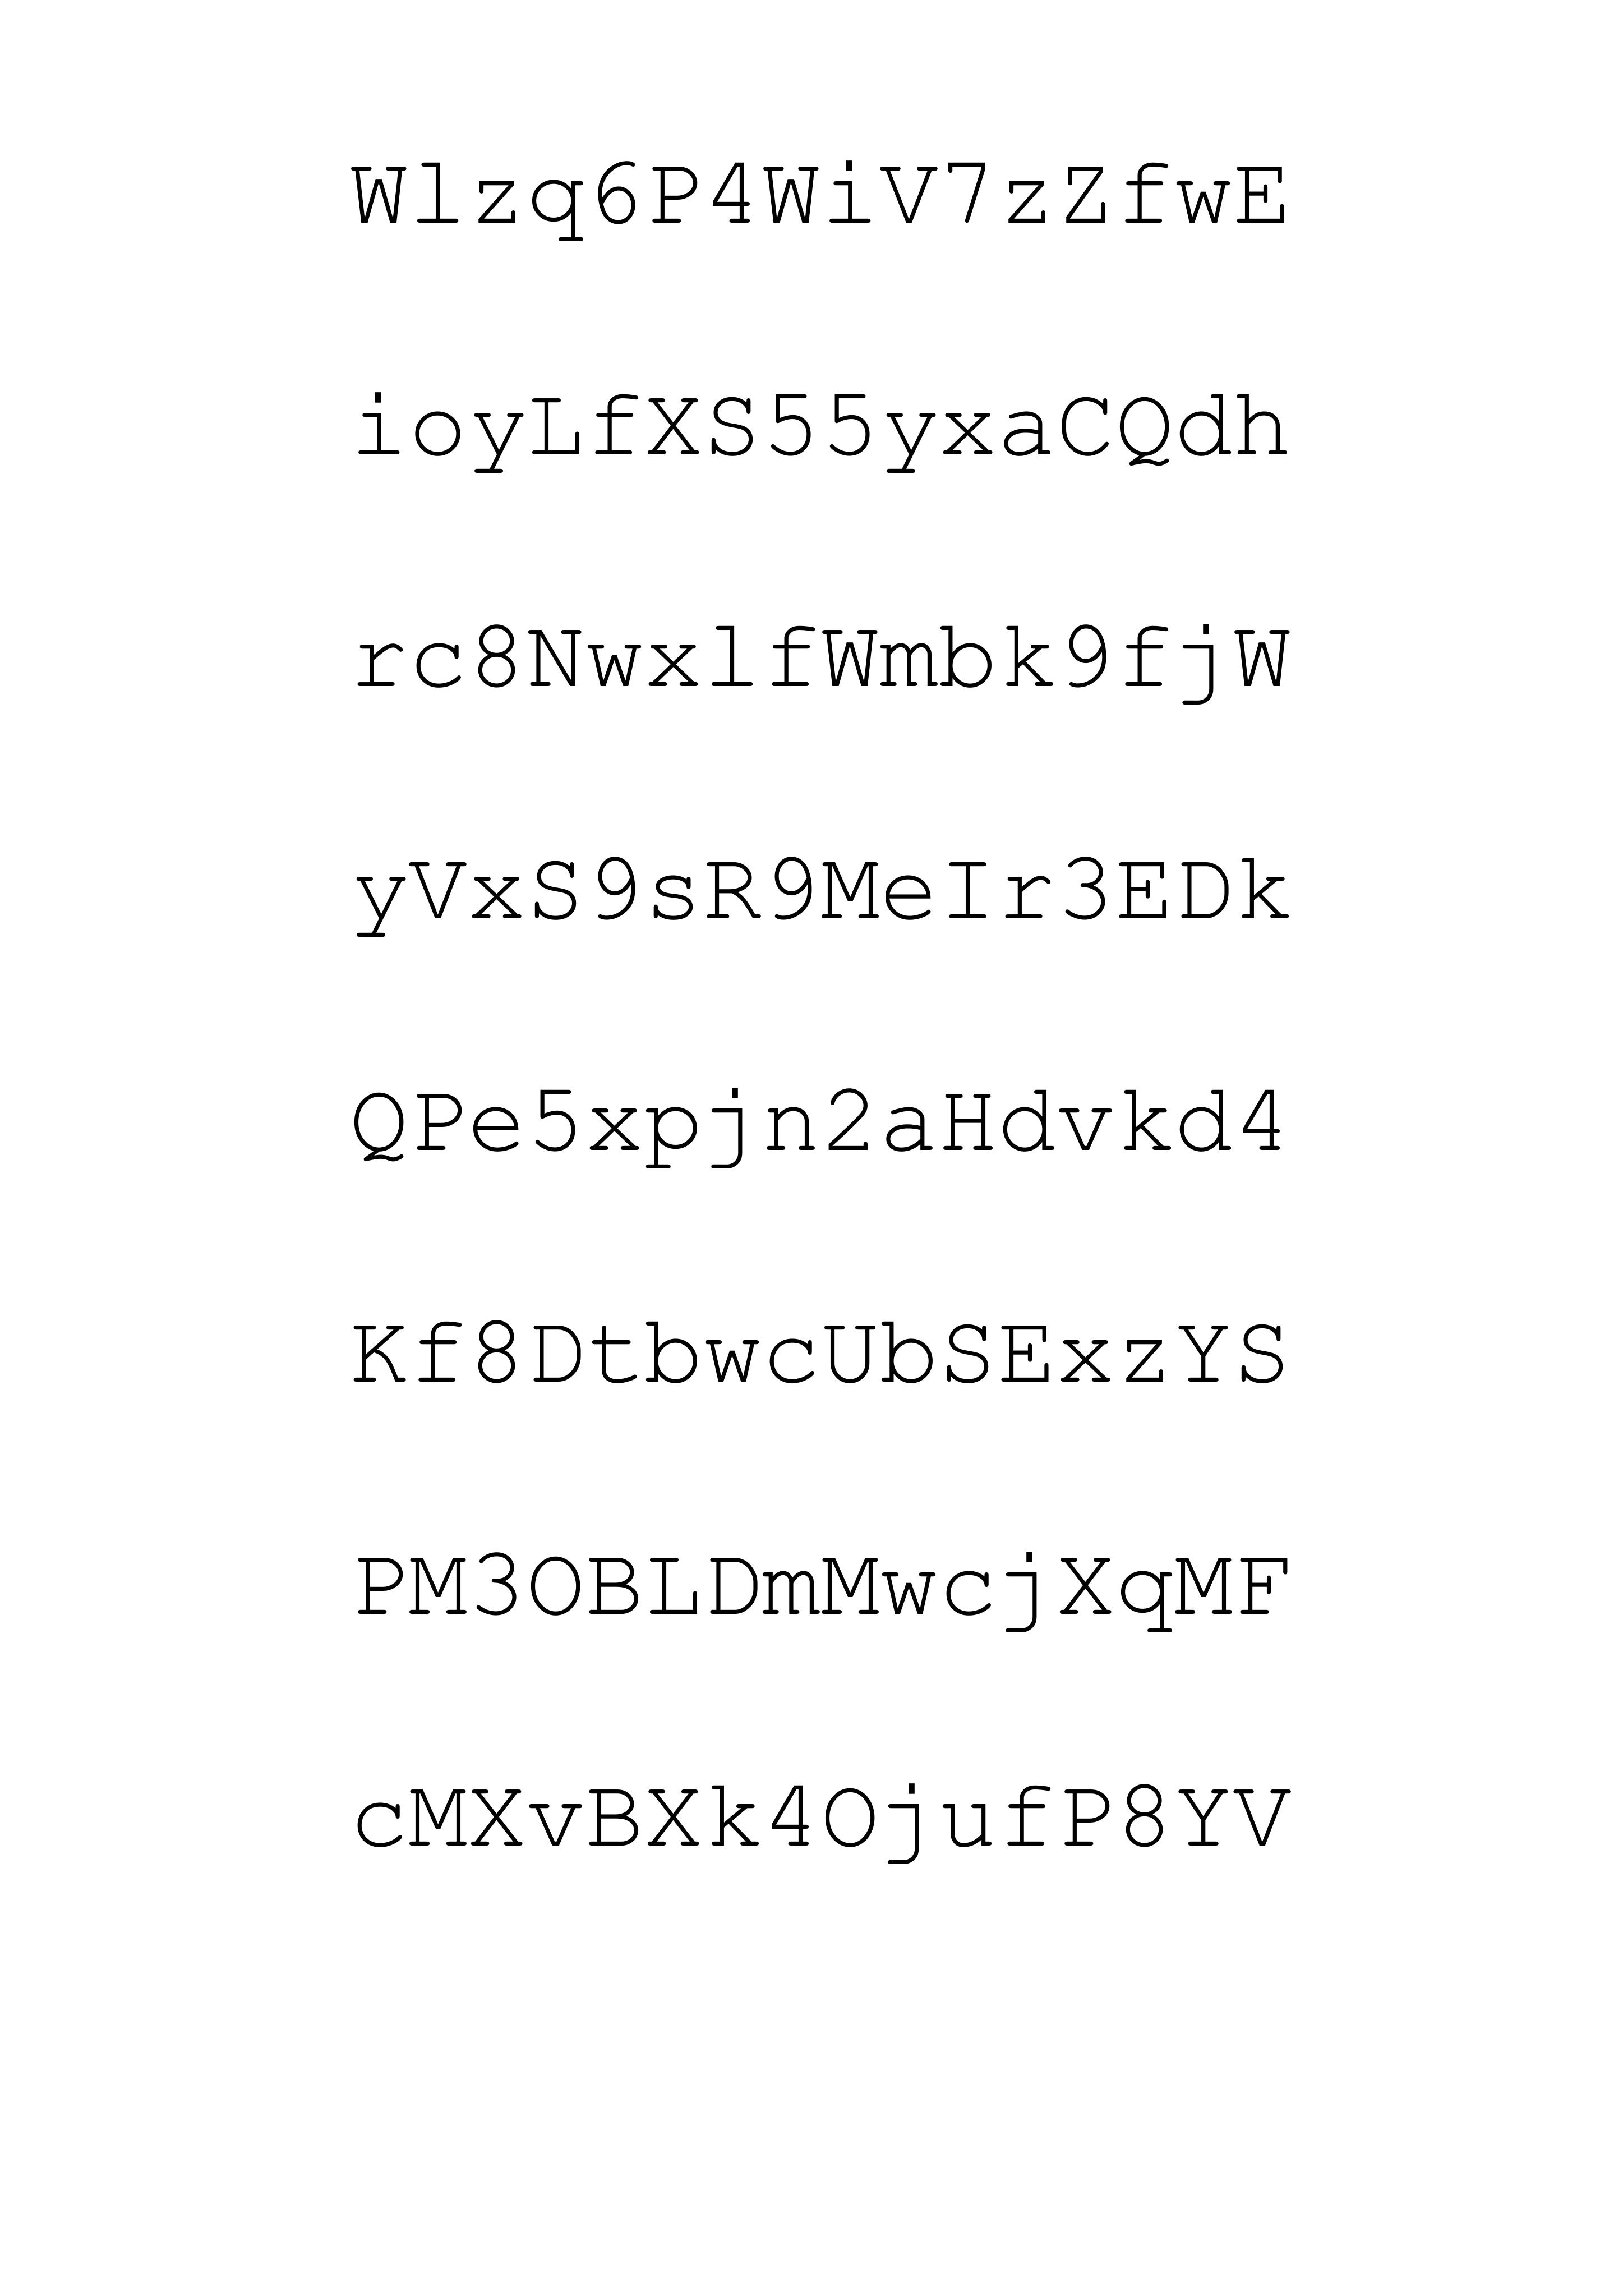 Wlzq6P4WiV7zZfwE
ioyLfXS55yxaCQdh
rc8NwxlfWmbk9fjW
yVxS9sR9MeIr3EDk
QPe5xpjn2aHdvkd4
Kf8DtbwcUbSExzYS
PM3OBLDmMwcjXqMF
cMXvBXk4OjufP8YV